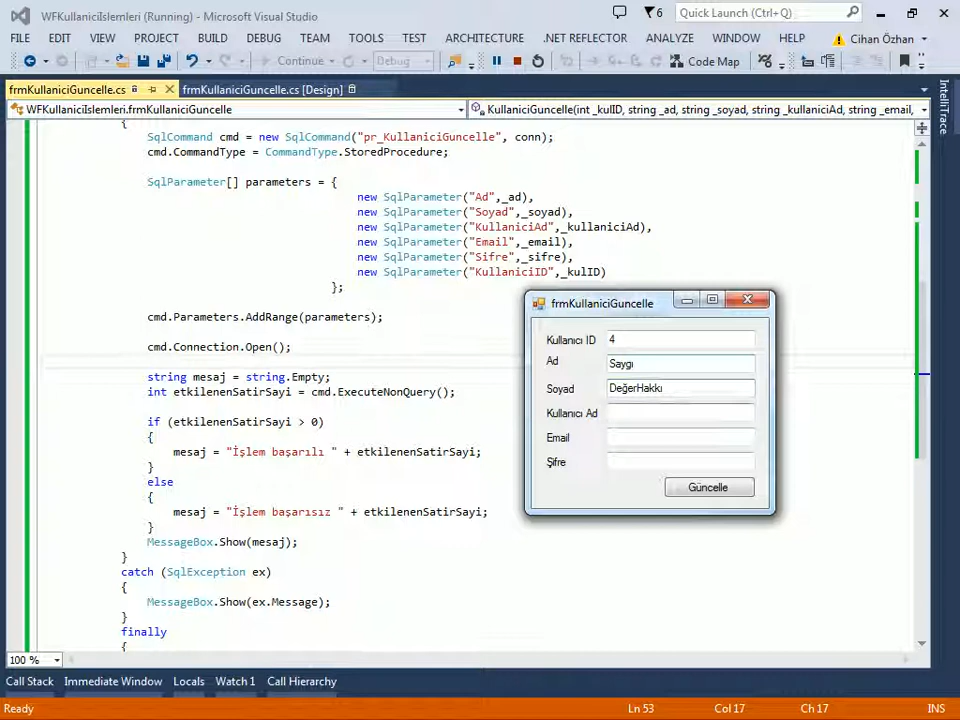 WFKullaniciIslemleri (Running) - Microsoft Visual Studio
6
Quick Launch (Ctrl+Q)
FILE EDIT VIEW PROJECT BUILD DEBUG TEAM TOOLS TEST ARCHITECTURE .NET REFLECTOR ANALYZE WINDOW HELP Cihan Özhan
Continue Debug Code Map
frmKullaniciGuncelle.cs frmKullaniciGuncelle.cs [Design]
WFKullaniciIslemleri.frmKullaniciGuncelle KullaniciGuncelle(int _kulID, string _ad, string _soyad, string _kullaniciAd, string _email,
IntelliTrace
{
SqlCommand cmd = new SqlCommand("pr_KullaniciGuncelle", conn);
cmd.CommandType = CommandType.StoredProcedure;
SqlParameter[] parameters = {
new SqlParameter("Ad",_ad),
new SqlParameter("Soyad",_soyad),
new SqlParameter("KullaniciAd",_kullaniciAd),
new SqlParameter("Email",_email),
new SqlParameter("Sifre",_sifre),
new SqlParameter("KullaniciID",_kulID)
};
cmd.Parameters.AddRange(parameters);
cmd.Connection.Open();
string mesaj = string.Empty;
int etkilenenSatirSayi = cmd.ExecuteNonQuery();
if (etkilenenSatirSayi > 0)
{
mesaj = "İşlem başarılı " + etkilenenSatirSayi;
}
else
{
mesaj = "İşlem başarısız " + etkilenenSatirSayi;
}
MessageBox.Show(mesaj);
}
catch (SqlException ex)
{
MessageBox.Show(ex.Message);
}
finally
{
frmKullaniciGuncelle
Kullanıcı ID 4
Ad Saygı
Soyad DeğerHakkı
Kullanıcı Ad
Email
Şifre
Güncelle
100 %
Call Stack Immediate Window Locals Watch 1 Call Hierarchy
Ready Ln 53 Col 17 Ch 17 INS